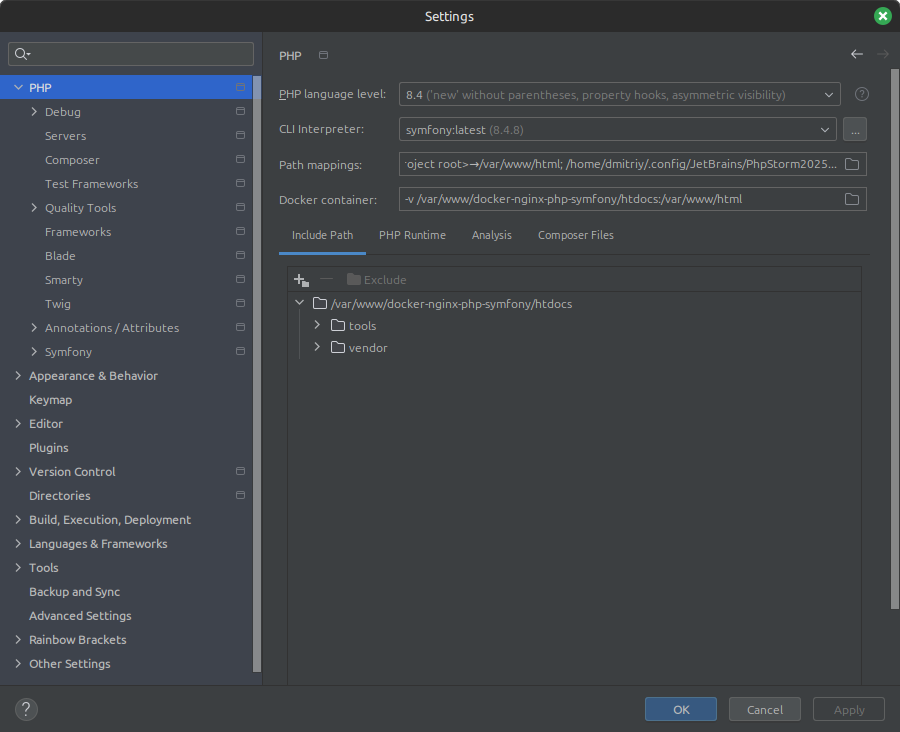 Settings
PHP
Debug
Servers
Composer
Test Frameworks
Quality Tools
Frameworks
Blade
Smarty
Twig
Annotations / Attributes
Symfony
Appearance & Behavior
Keymap
Editor
Plugins
Version Control
Directories
Build, Execution, Deployment
Languages & Frameworks
Tools
Backup and Sync
Advanced Settings
Rainbow Brackets
Other Settings
PHP
PHP language level: 8.4 ('new' without parentheses, property hooks, asymmetric visibility)
CLI Interpreter: symfony:latest (8.4.8) ...
Path mappings: roject root>→/var/www/html; /home/dmitriy/.config/JetBrains/PhpStorm2025...
Docker container: -v /var/www/docker-nginx-php-symfony/htdocs:/var/www/html
Include Path PHP Runtime Analysis Composer Files
Exclude
/var/www/docker-nginx-php-symfony/htdocs
tools
vendor
? OK Cancel Apply